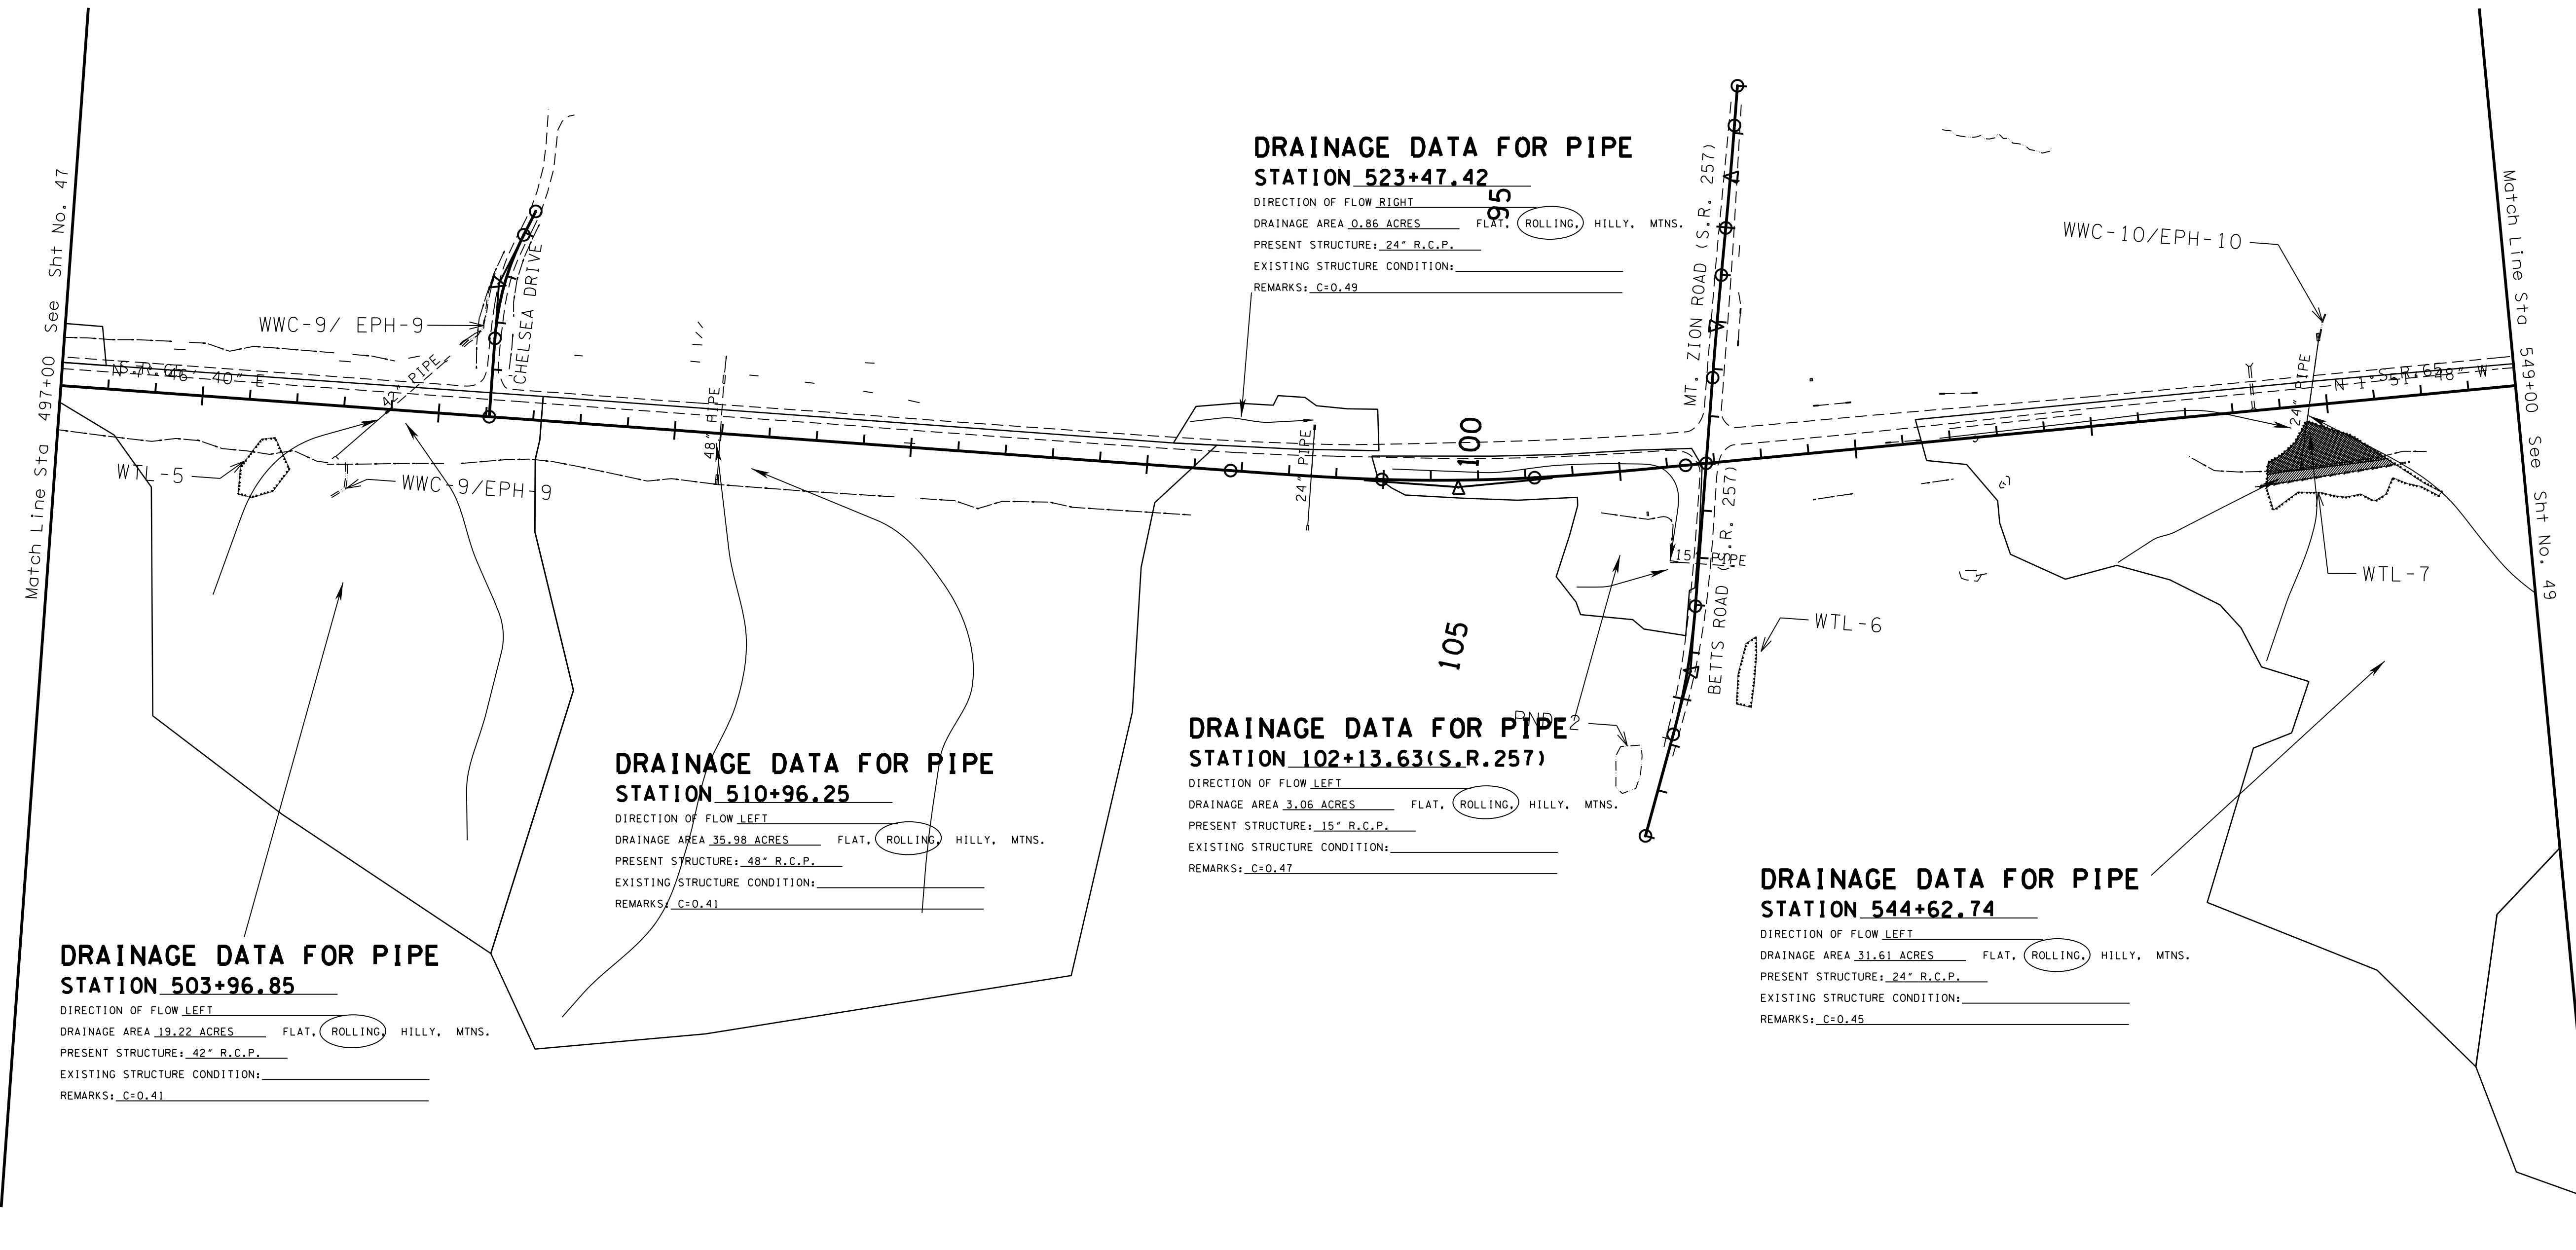 Match Line Sta 497+00 See Sht No. 47
WWC-9/ EPH-9
CHELSEA DRIVE
42" PIPE
WTL-5
WWC-9/EPH-9
48" PIPE
DRAINAGE DATA FOR PIPE
STATION 523+47.42
DIRECTION OF FLOW RIGHT
DRAINAGE AREA 0.86 ACRES FLAT, ROLLING, HILLY, MTNS.
PRESENT STRUCTURE: 24" R.C.P.
EXISTING STRUCTURE CONDITION:
REMARKS: C=0.49
95
24" PIPE
100
105
MT. ZION ROAD (S.R. 257)
15" PIPE
BETTS ROAD (S.R. 257)
WTL-6
PND-2
WWC-10/EPH-10
24" PIPE
S.R. 65
N 1° 51' 48" W
WTL-7
Match Line Sta 549+00 See Sht No. 49
DRAINAGE DATA FOR PIPE
STATION 503+96.85
DIRECTION OF FLOW LEFT
DRAINAGE AREA 19.22 ACRES FLAT, ROLLING, HILLY, MTNS.
PRESENT STRUCTURE: 42" R.C.P.
EXISTING STRUCTURE CONDITION:
REMARKS: C=0.41
DRAINAGE DATA FOR PIPE
STATION 510+96.25
DIRECTION OF FLOW LEFT
DRAINAGE AREA 35.98 ACRES FLAT, ROLLING, HILLY, MTNS.
PRESENT STRUCTURE: 48" R.C.P.
EXISTING STRUCTURE CONDITION:
REMARKS: C=0.41
DRAINAGE DATA FOR PIPE
STATION 102+13.63(S.R.257)
DIRECTION OF FLOW LEFT
DRAINAGE AREA 3.06 ACRES FLAT, ROLLING, HILLY, MTNS.
PRESENT STRUCTURE: 15" R.C.P.
EXISTING STRUCTURE CONDITION:
REMARKS: C=0.47
DRAINAGE DATA FOR PIPE
STATION 544+62.74
DIRECTION OF FLOW LEFT
DRAINAGE AREA 31.61 ACRES FLAT, ROLLING, HILLY, MTNS.
PRESENT STRUCTURE: 24" R.C.P.
EXISTING STRUCTURE CONDITION:
REMARKS: C=0.45